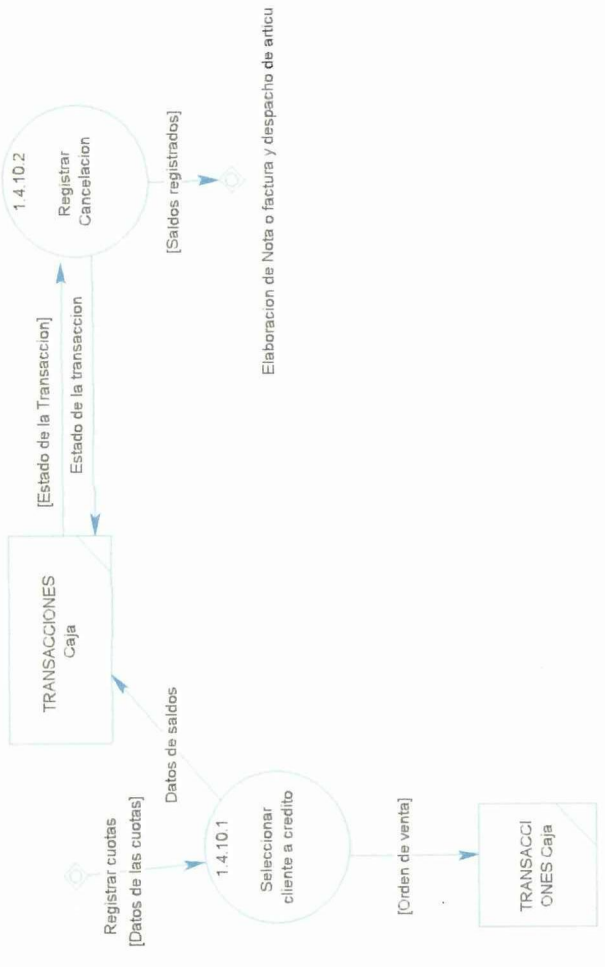 Registrar cuotas
[Datos de las cuotas]
1.4.10.1
Seleccionar
cliente a credito
[Orden de venta]
TRANSACCI
ONES Caja
Datos de saldos
TRANSACCIONES
Caja
[Estado de la Transaccion]
Estado de la transaccion
1.4.10.2
Registrar
Cancelacion
[Saldos registrados]
Elaboracion de Nota o factura y despacho de articu